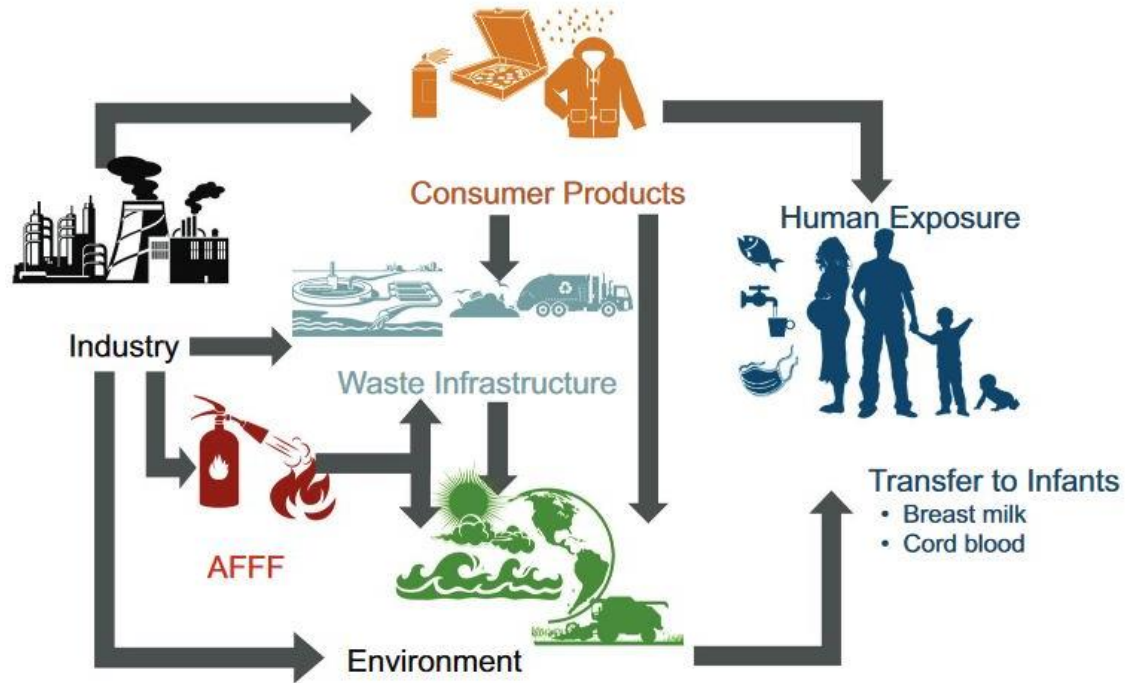 Consumer Products
Human Exposure
Industry
Waste Infrastructure
AFFF
Transfer to Infants
• Breast milk
• Cord blood
Environment